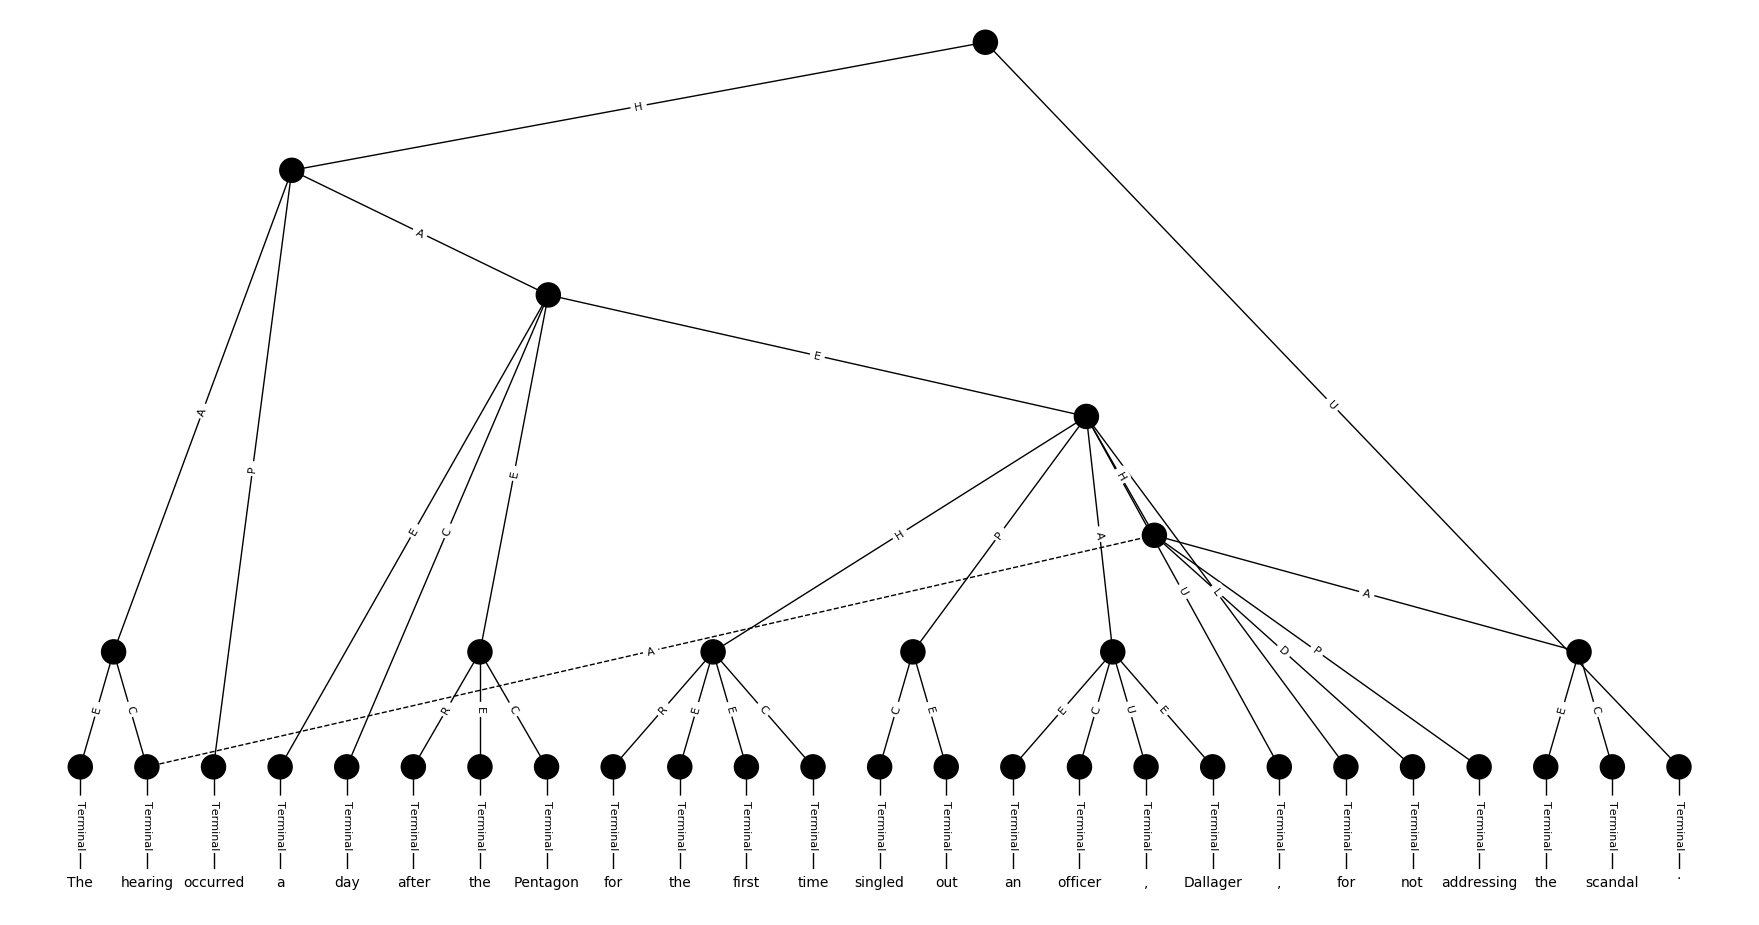 H
A
E
A
U
P
E
H
E
C
H
P
A
U
L
A
A
D
P
E
C
R
E
C
R
E
E
C
C
E
E
C
U
E
E
C
Terminal Terminal Terminal Terminal Terminal Terminal Terminal Terminal Terminal Terminal Terminal Terminal Terminal Terminal Terminal Terminal Terminal Terminal Terminal Terminal Terminal Terminal Terminal Terminal Terminal
The hearing occurred a day after the Pentagon for the first time singled out an officer , Dallager , for not addressing the scandal .